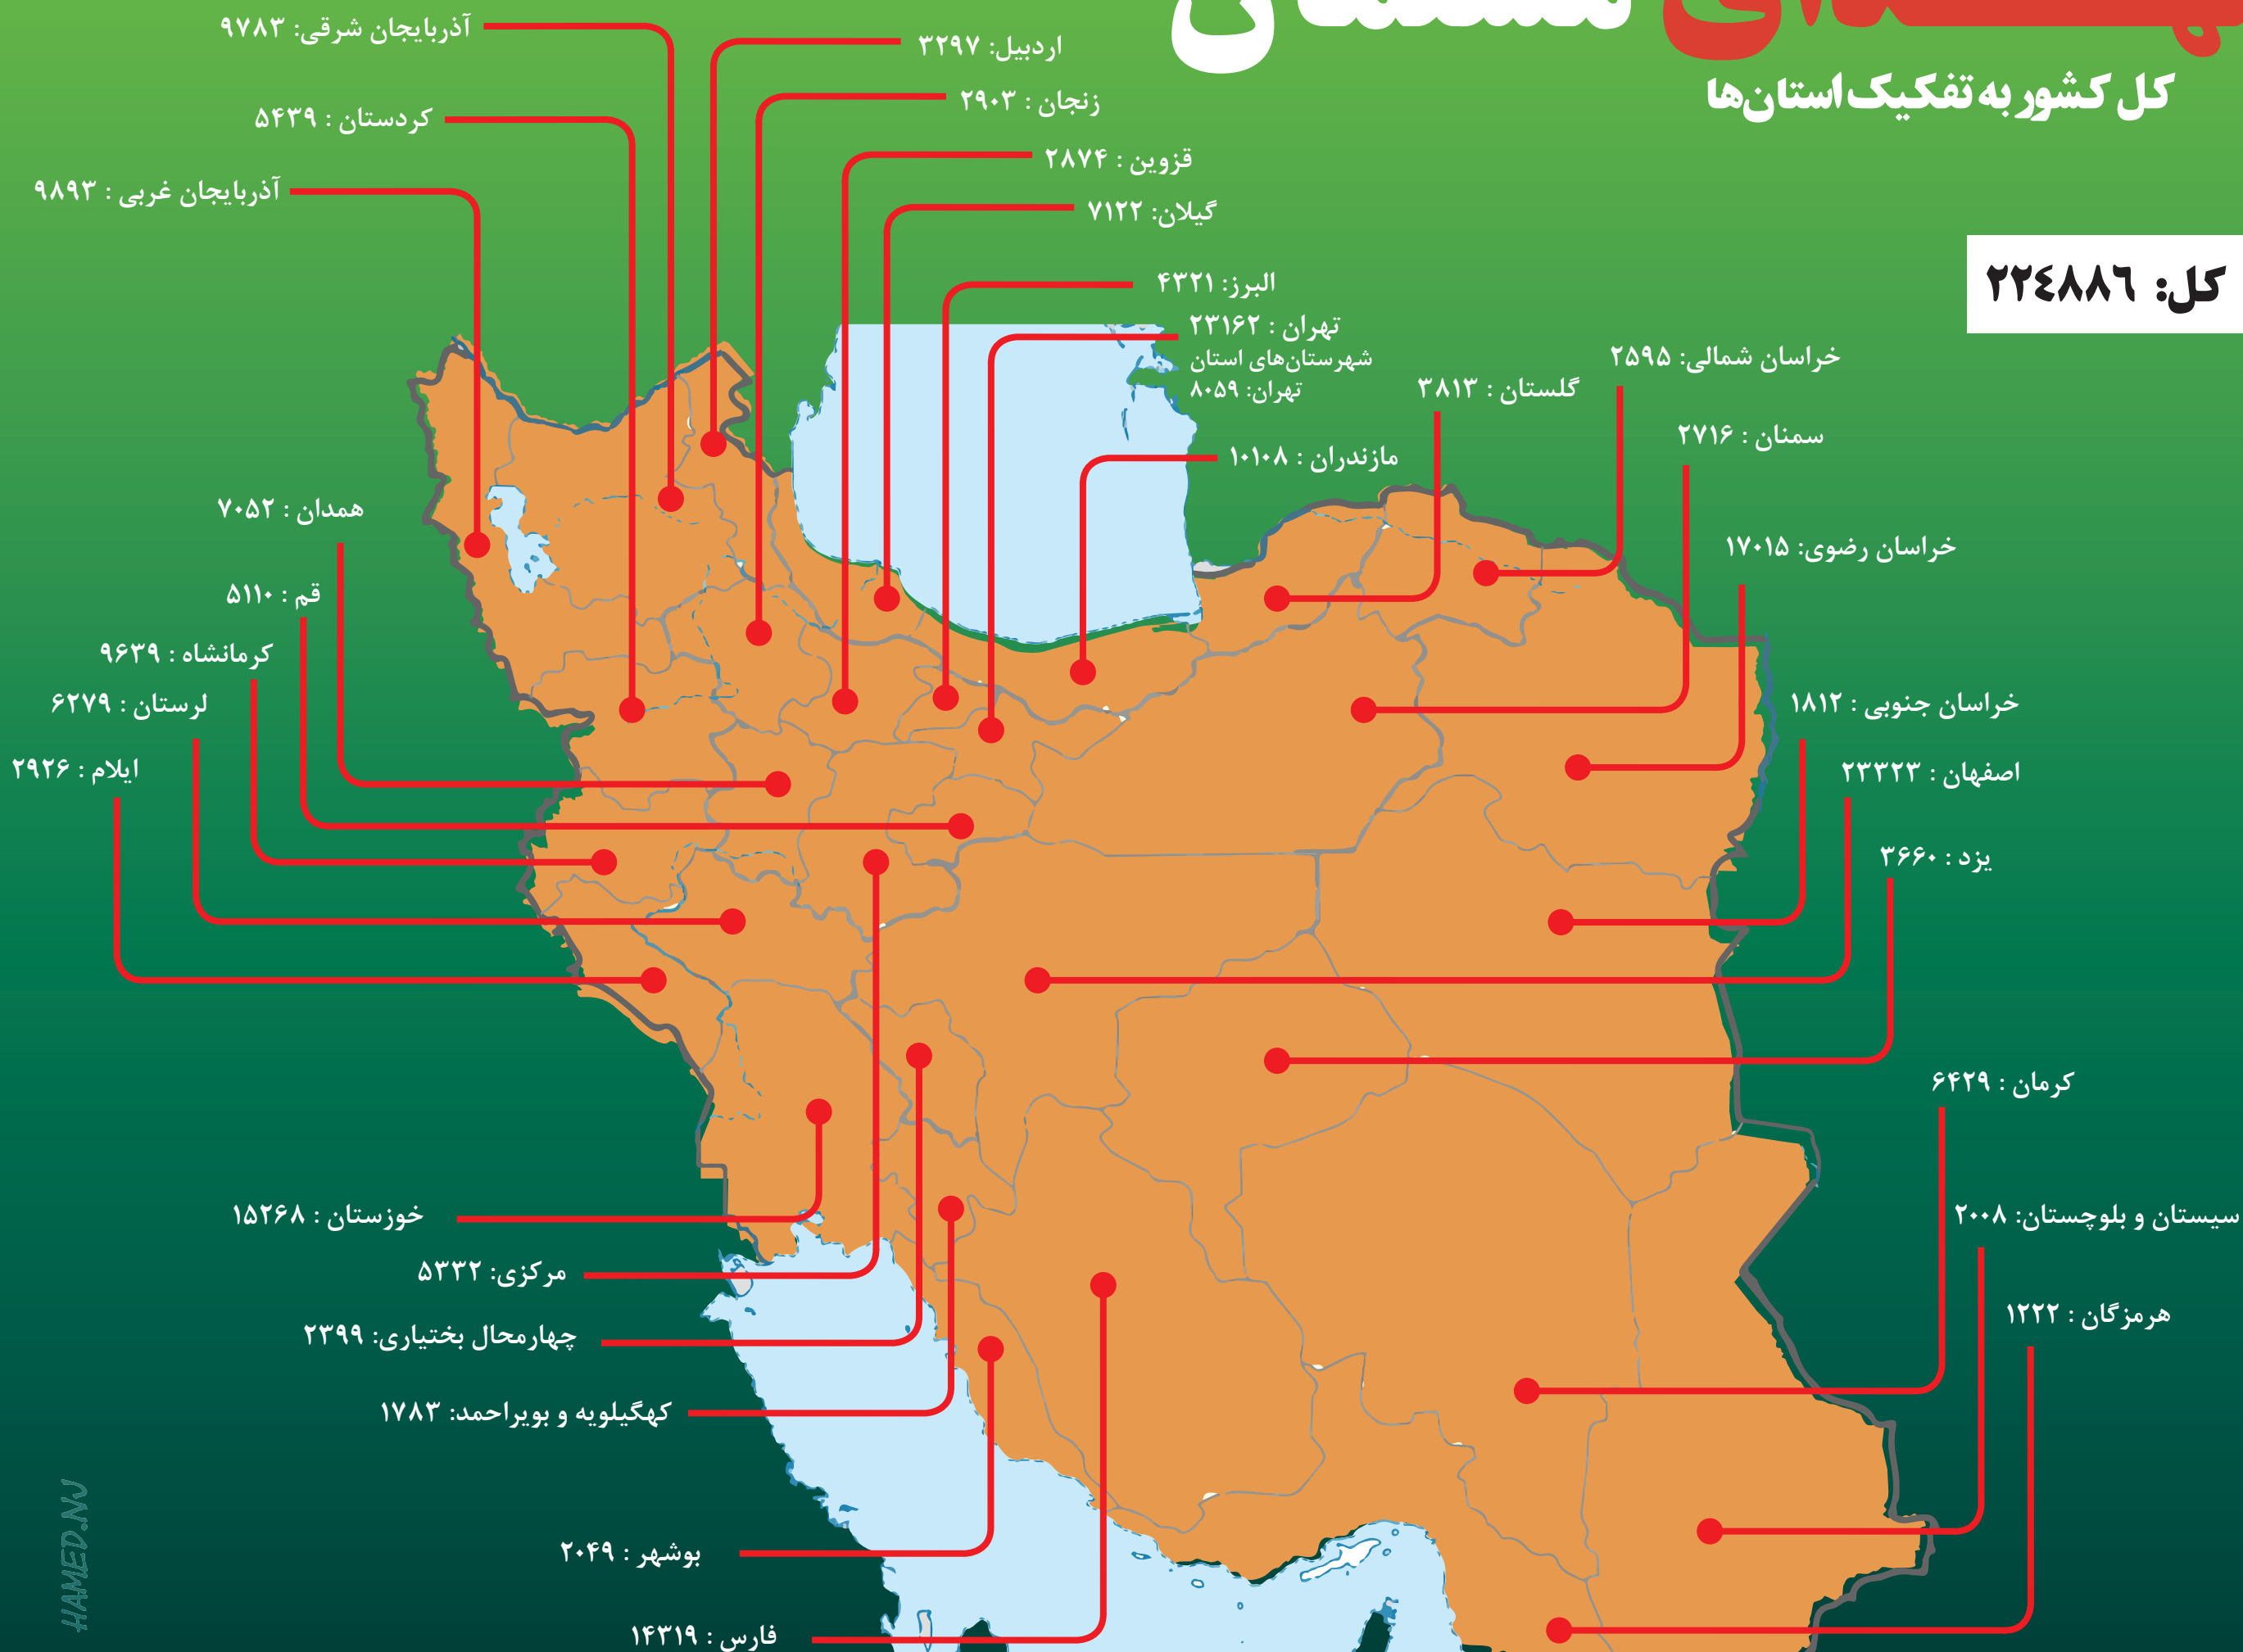 کل کشور به تفکیک استان‌ها
کل: ٢٢٤٨٨٦
آذربایجان شرقی: ۹۷۸۳
اردبیل: ۳۲۹۷
زنجان : ۲۹۰۳
کردستان : ۵۴۳۹
قزوین : ۲۸۷۴
آذربایجان غربی : ۹۸۹۳
گیلان: ۷۱۲۲
البرز: ۴۳۲۱
تهران : ۲۳۱۶۲
شهرستان‌های استان
تهران: ۸۰۵۹
خراسان شمالی: ۲۵۹۵
گلستان : ۳۸۱۳
سمنان : ۲۷۱۶
مازندران : ۱۰۱۰۸
همدان : ۷۰۵۲
خراسان رضوی: ۱۷۰۱۵
قم : ۵۱۱۰
کرمانشاه : ۹۶۳۹
لرستان : ۶۲۷۹
خراسان جنوبی : ۱۸۱۲
ایلام : ۲۹۲۶
اصفهان : ۲۳۳۲۳
یزد : ۳۶۶۰
کرمان : ۶۴۲۹
خوزستان : ۱۵۲۶۸
سیستان و بلوچستان: ۲۰۰۸
مرکزی: ۵۳۳۲
هرمزگان : ۱۲۲۲
چهارمحال بختیاری: ۲۳۹۹
کهگیلویه و بویراحمد: ۱۷۸۳
بوشهر : ۲۰۴۹
فارس : ۱۴۳۱۹
HAMED.NV